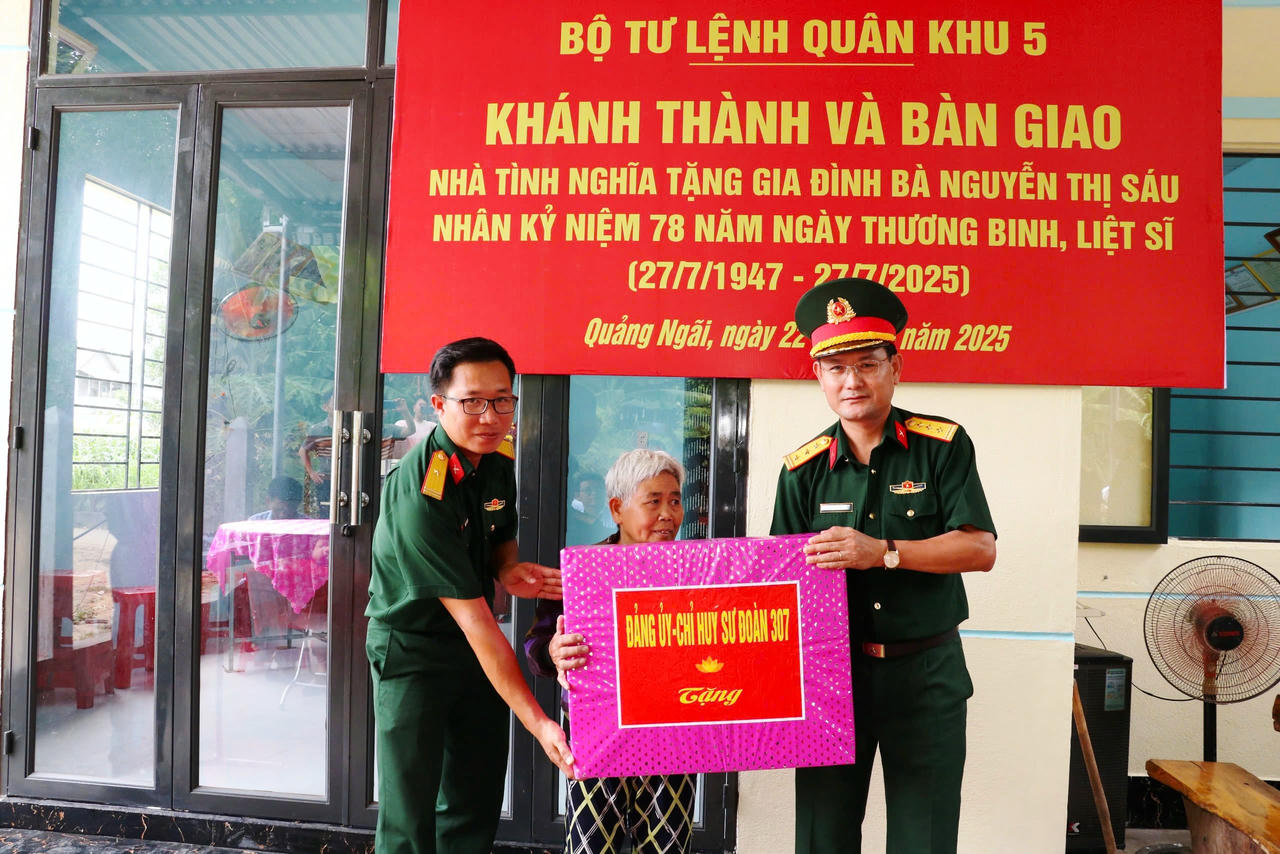 BỘ TƯ LỆNH QUÂN KHU 5
KHÁNH THÀNH VÀ BÀN GIAO
NHÀ TÌNH NGHĨA TẶNG GIA ĐÌNH BÀ NGUYỄN THỊ SÁU
NHÂN KỶ NIỆM 78 NĂM NGÀY THƯƠNG BINH, LIỆT SĨ
(27/7/1947 - 27/7/2025)
Quảng Ngãi, ngày 22 năm 2025
ĐẢNG ỦY-CHỈ HUY SƯ ĐOÀN 307
Tặng